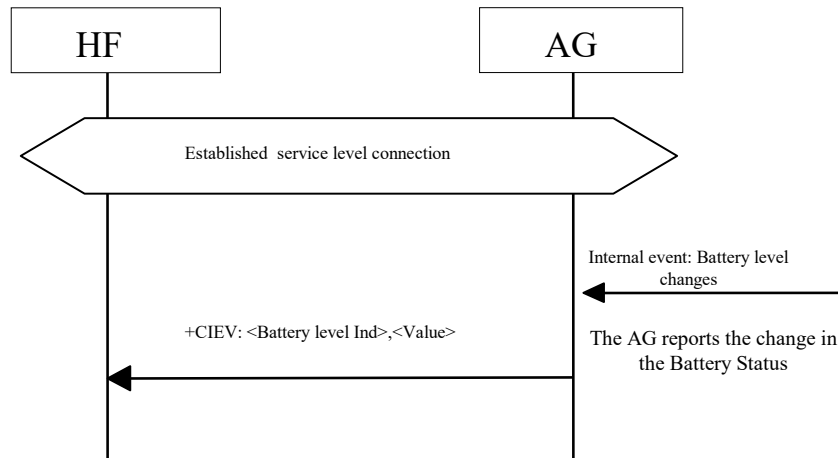 HF
AG
Established service level connection
Internal event: Battery level
changes
+CIEV: <Battery level Ind>,<Value>
The AG reports the change in
the Battery Status